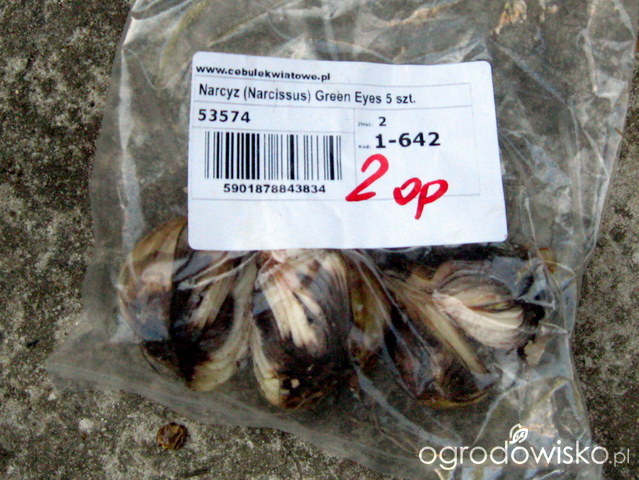 www.cebulekwiatowe.pl
Narcyz (Narcissus) Green Eyes 5 szt.
53574
2
1-642
5901878843834
2 op
ogrodowisko.pl